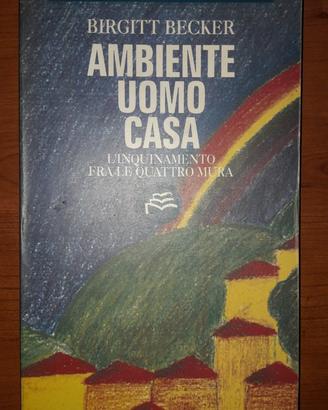 BIRGITT BECKER
AMBIENTE
UOMO
CASA
L'INQUINAMENTO
FRA LE QUATTRO MURA